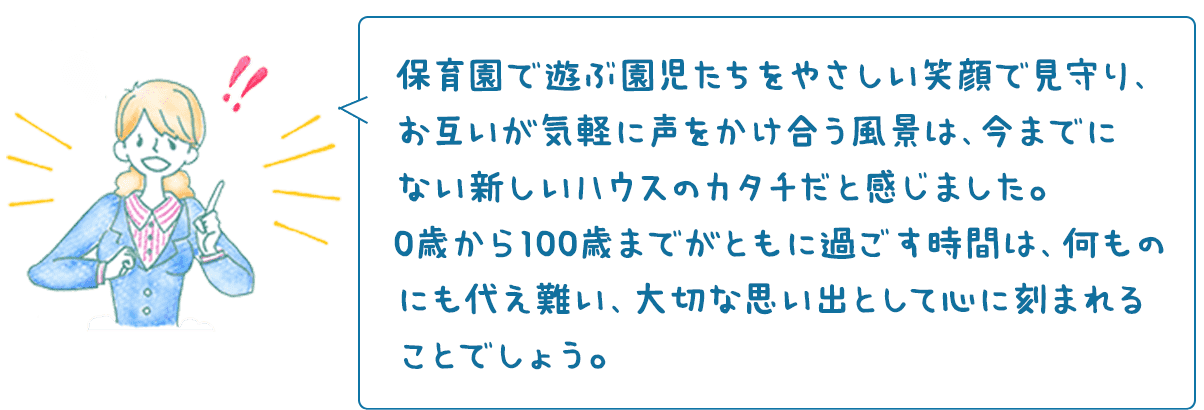 !!
保育園で遊ぶ園児たちをやさしい笑顔で見守り、
お互いが気軽に声をかけ合う風景は、今までに
ない新しいハウスのカタチだと感じました。
0歳から100歳までがともに過ごす時間は、何もの
にも代え難い、大切な思い出として心に刻まれる
ことでしょう。